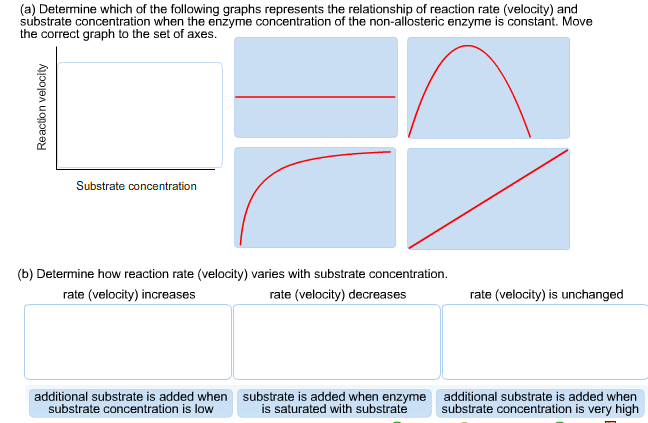 (a) Determine which of the following graphs represents the relationship of reaction rate (velocity) and
substrate concentration when the enzyme concentration of the non-allosteric enzyme is constant. Move
the correct graph to the set of axes.
Reaction velocity
Substrate concentration
(b) Determine how reaction rate (velocity) varies with substrate concentration.
rate (velocity) increases
rate (velocity) decreases
rate (velocity) is unchanged
additional substrate is added when
substrate concentration is low
substrate is added when enzyme
is saturated with substrate
additional substrate is added when
substrate concentration is very high